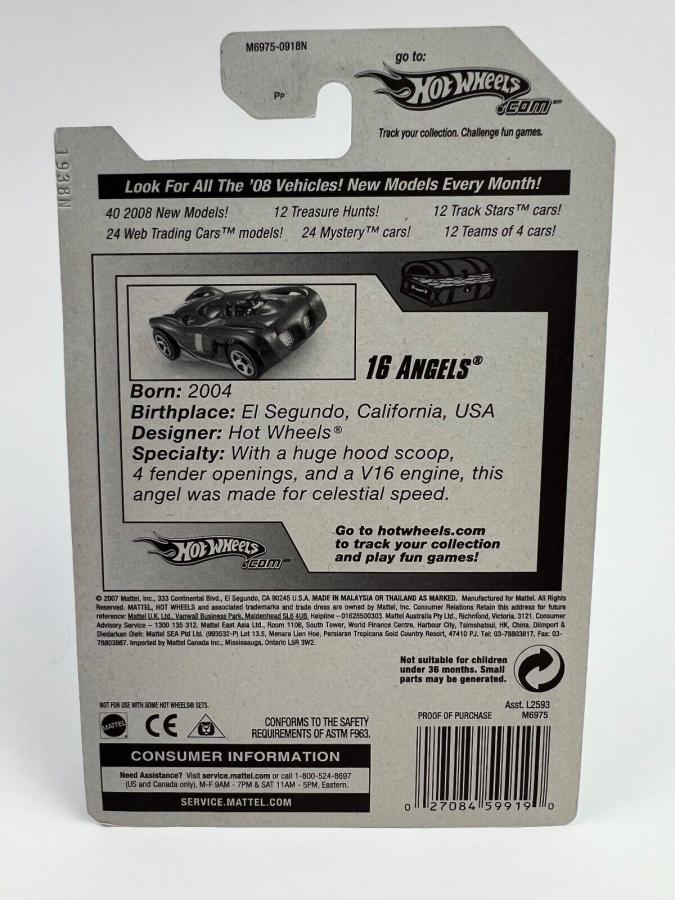 M6975-0918N
go to:
HOT WHEELS
.COM™
PP
Track your collection. Challenge fun games.
1938N
Look For All The '08 Vehicles! New Models Every Month!
40 2008 New Models! 12 Treasure Hunts! 12 Track Stars™ cars!
24 Web Trading Cars™ models! 24 Mystery™ cars! 12 Teams of 4 cars!
16 ANGELS®
Born: 2004
Birthplace: El Segundo, California, USA
Designer: Hot Wheels®
Specialty: With a huge hood scoop,
4 fender openings, and a V16 engine, this
angel was made for celestial speed.
HOT WHEELS
.COM™
Go to hotwheels.com
to track your collection
and play fun games!
© 2007 Mattel, Inc., 333 Continental Blvd., El Segundo, CA 90245 U.S.A. MADE IN MALAYSIA OR THAILAND AS MARKED. Manufactured for Mattel. All Rights
Reserved. MATTEL, HOT WHEELS and associated trademarks and trade dress are owned by Mattel, Inc. Consumer Relations Retain this address for future
reference: Mattel U.K. Ltd., Vanwall Business Park, Maidenhead SL6 4UB. Helpline – 01628500303. Mattel Australia Pty Ltd., Richmond, Victoria. 3121. Consumer
Advisory Service – 1300 135 312. Mattel East Asia Ltd., Room 1106, South Tower, World Finance Centre, Harbour City, Tsimshatsui, HK, China. Diimport &
Diedarkan Oleh: Mattel SEA Ptd Ltd. (993532-P) Lot 13.5, Menara Lien Hoe, Persiaran Tropicana Gold Country Resort, 47410 PJ. Tel: 03-78803817, Fax: 03-
78803867. Imported by Mattel Canada Inc., Mississauga, Ontario L5R 3W2.
Not suitable for children
under 36 months. Small
parts may be generated.
NOT FOR USE WITH SOME HOT WHEELS® SETS.
MATTEL
CE
CONFORMS TO THE SAFETY
REQUIREMENTS OF ASTM F963.
PROOF OF PURCHASE
Asst. L2593
M6975
CONSUMER INFORMATION
Need Assistance? Visit service.mattel.com or call 1-800-524-8697
(US and Canada only), M-F 9AM - 7PM & SAT 11AM - 5PM, Eastern.
SERVICE.MATTEL.COM
0 27084 59919 0